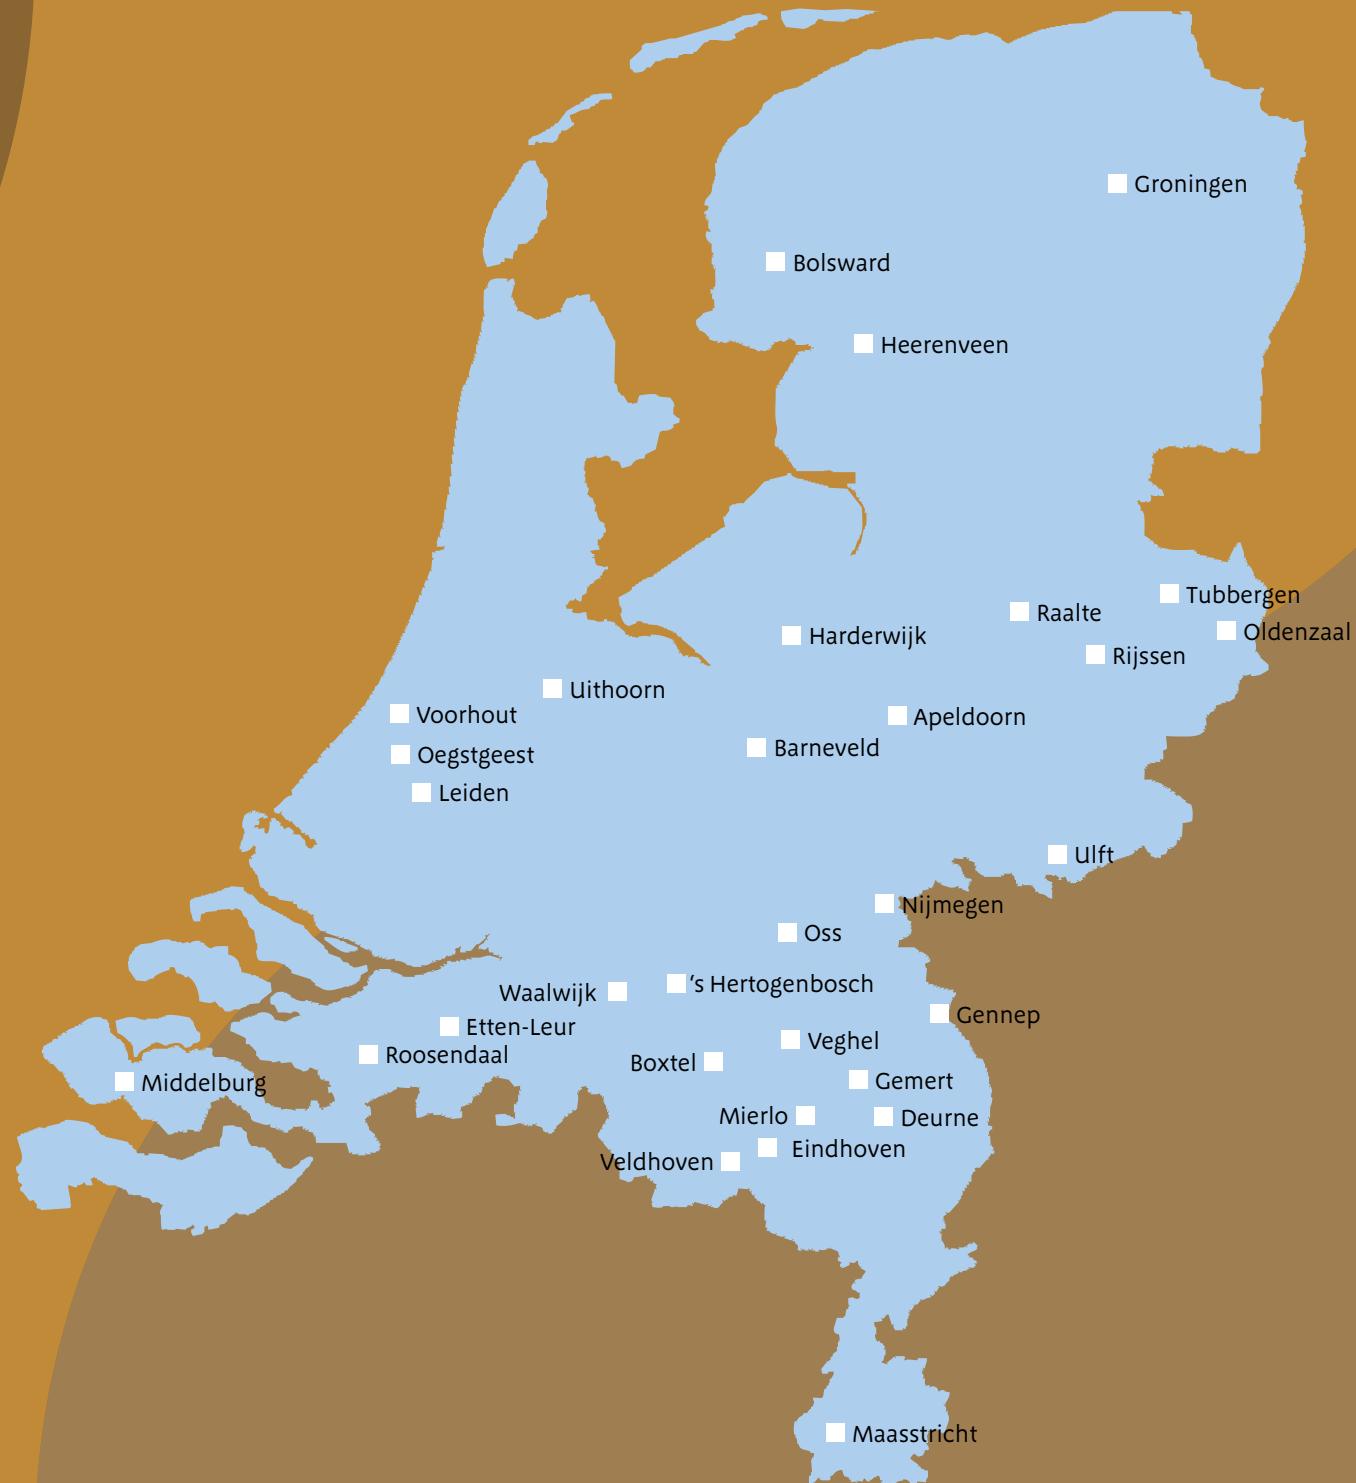 Groningen
Bolsward
Heerenveen
Tubbergen
Raalte
Oldenzaal
Harderwijk
Rijssen
Uithoorn
Voorhout
Apeldoorn
Barneveld
Oegstgeest
Leiden
Ulft
Nijmegen
Oss
's Hertogenbosch
Waalwijk
Gennep
Etten-Leur
Veghel
Roosendaal
Boxtel
Gemert
Middelburg
Mierlo
Deurne
Eindhoven
Veldhoven
Maasstricht